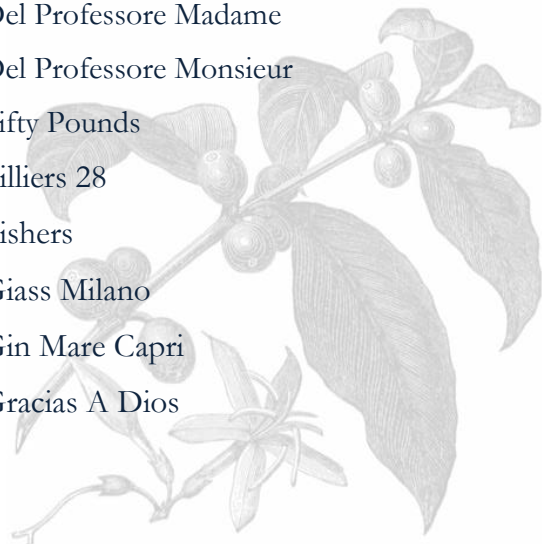 Del Professore Madame
Del Professore Monsieur
ifty Pounds
illiers 28
ishers
Giass Milano
Gin Mare Capri
Gracias A Dios